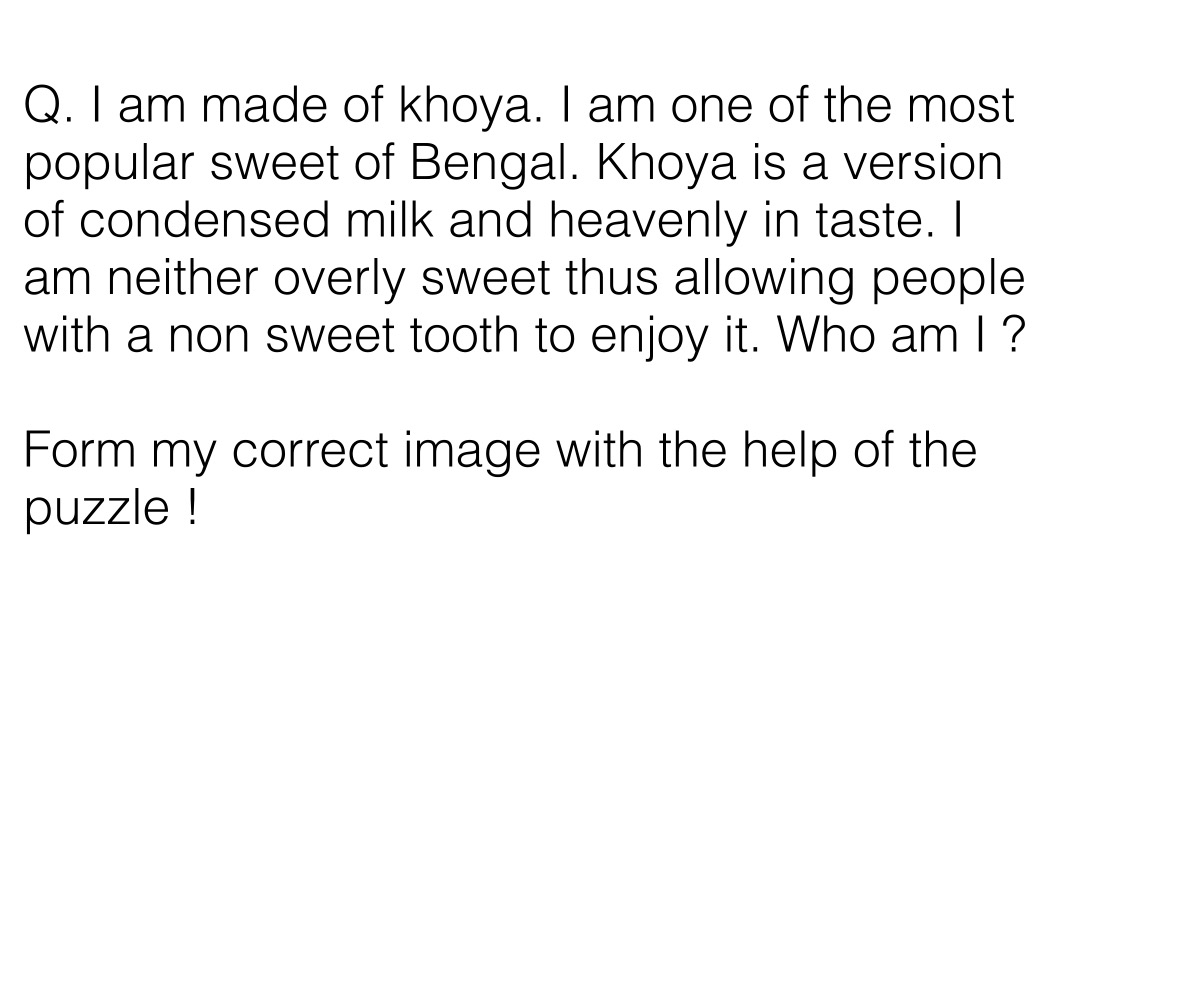 Q. I am made of khoya. I am one of the most
popular sweet of Bengal. Khoya is a version
of condensed milk and heavenly in taste. I
am neither overly sweet thus allowing people
with a non sweet tooth to enjoy it. Who am I ?
Form my correct image with the help of the
puzzle !